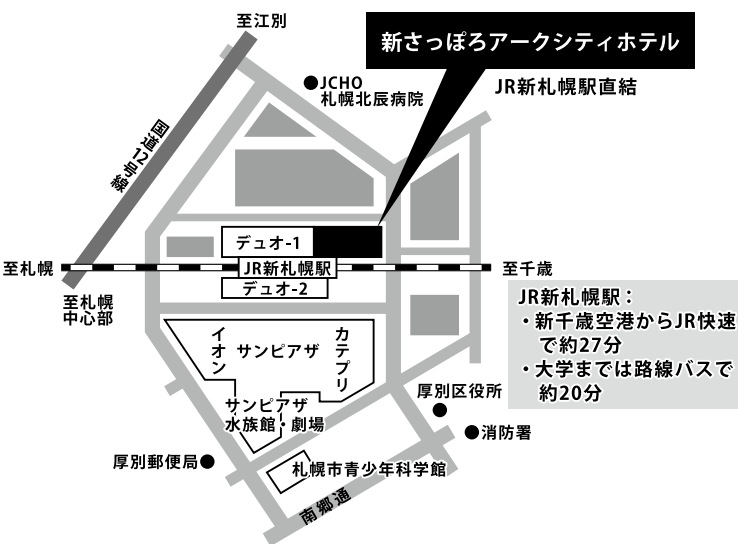 至江別
新さっぽろアークシティホテル
JR新札幌駅直結
●JCHO
札幌北辰病院
国道12号線
デュオ-1
至札幌
JR新札幌駅
至千歳
デュオ-2
至札幌
中心部
JR新札幌駅：
・新千歳空港からJR快速
で約27分
・大学までは路線バスで
約20分
イオン
サンピアザ
カテプリ
サンピアザ
水族館・劇場
厚別区役所
●消防署
厚別郵便局●
札幌市青少年科学館
南郷通